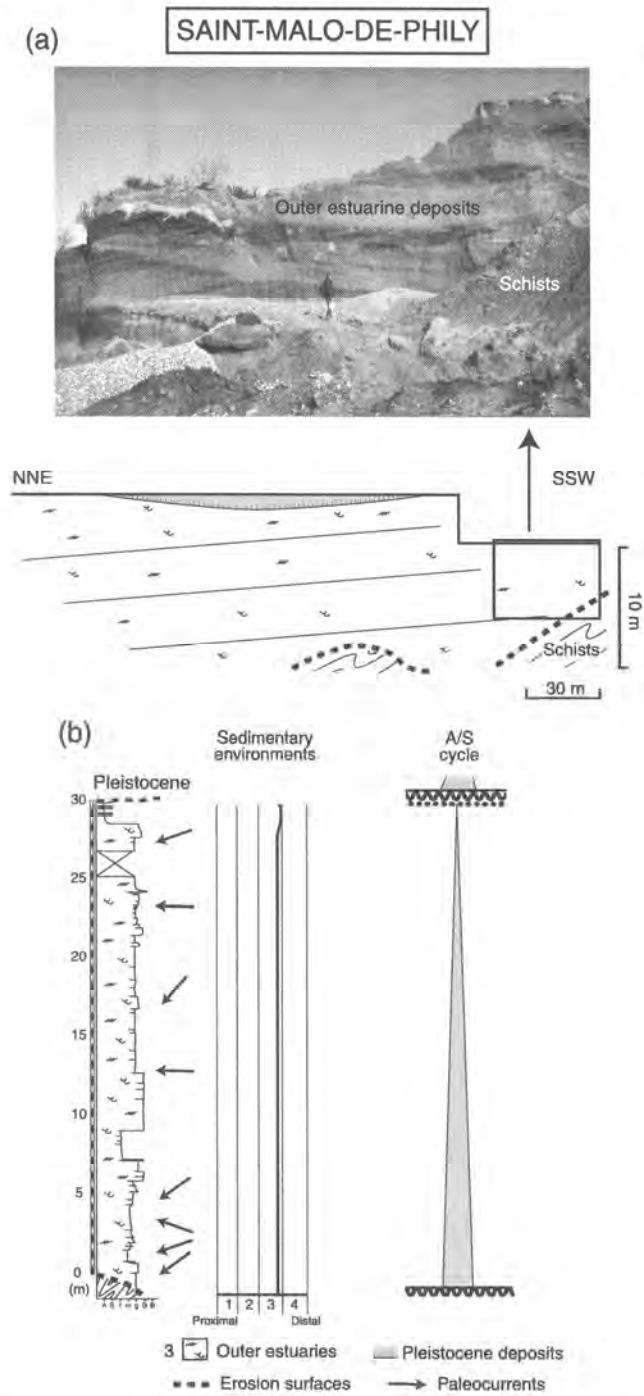 SAINT-MALO-DE-PHILY
(a)
Outer estuarine deposits
Schists
NNE
SSW
10 m
Schists
30 m
(b)
Sedimentary
environments
A/S
cycle
Pleistocene
30
25
20
15
10
5
0
(m)
1 2 3 4
Proximal Distal
3 Outer estuaries
Pleistocene deposits
Erosion surfaces
Paleocurrents